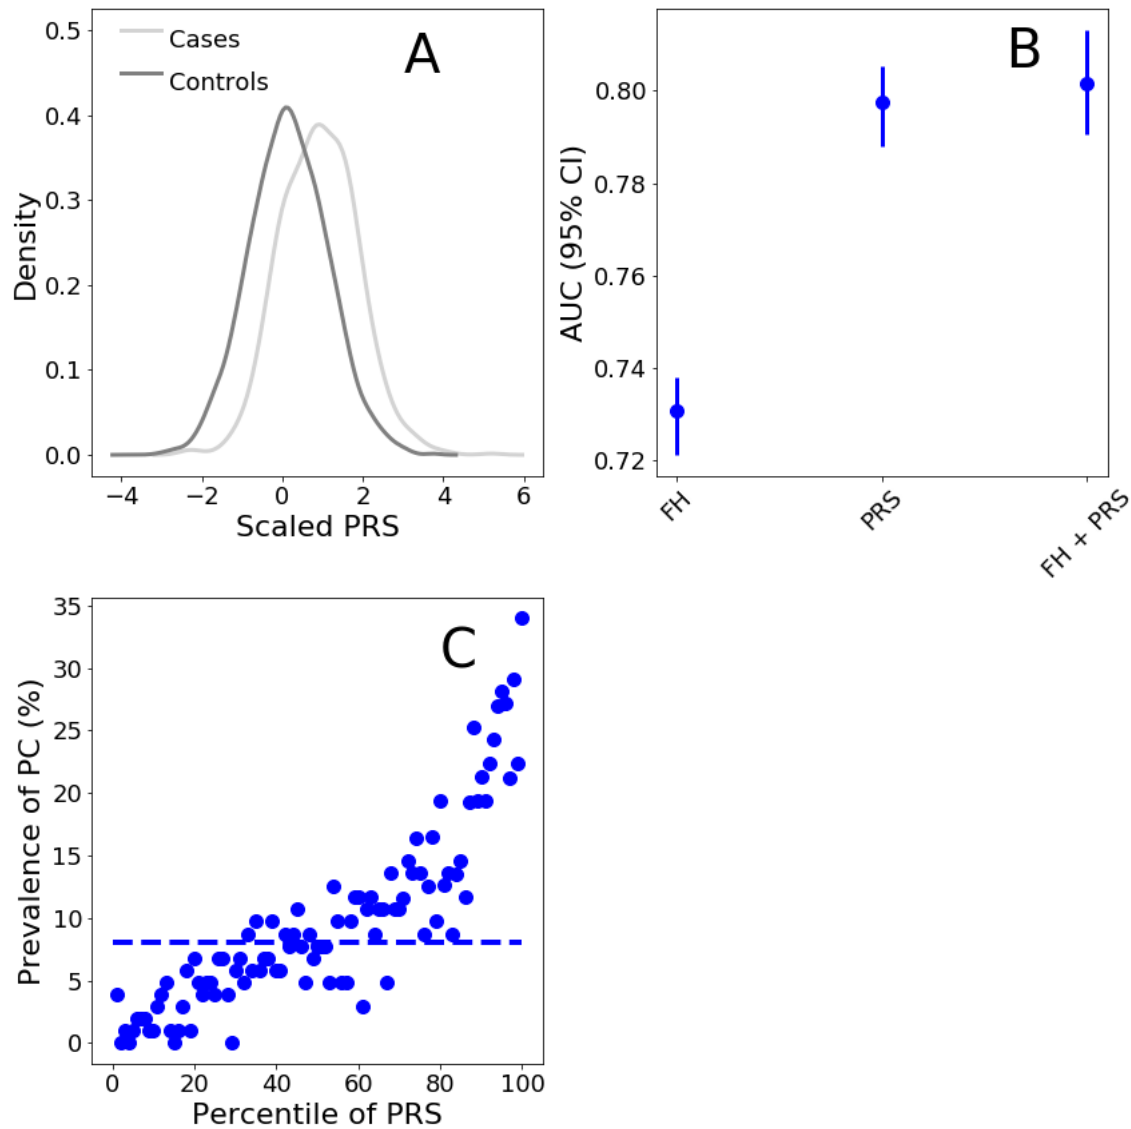 A
Cases
Controls
Density
0.5
0.4
0.3
0.2
0.1
0.0
−4 −2 0 2 4 6
Scaled PRS
B
AUC (95% CI)
0.80
0.78
0.76
0.74
0.72
FH PRS FH + PRS
C
Prevalence of PC (%)
35
30
25
20
15
10
5
0
0 20 40 60 80 100
Percentile of PRS